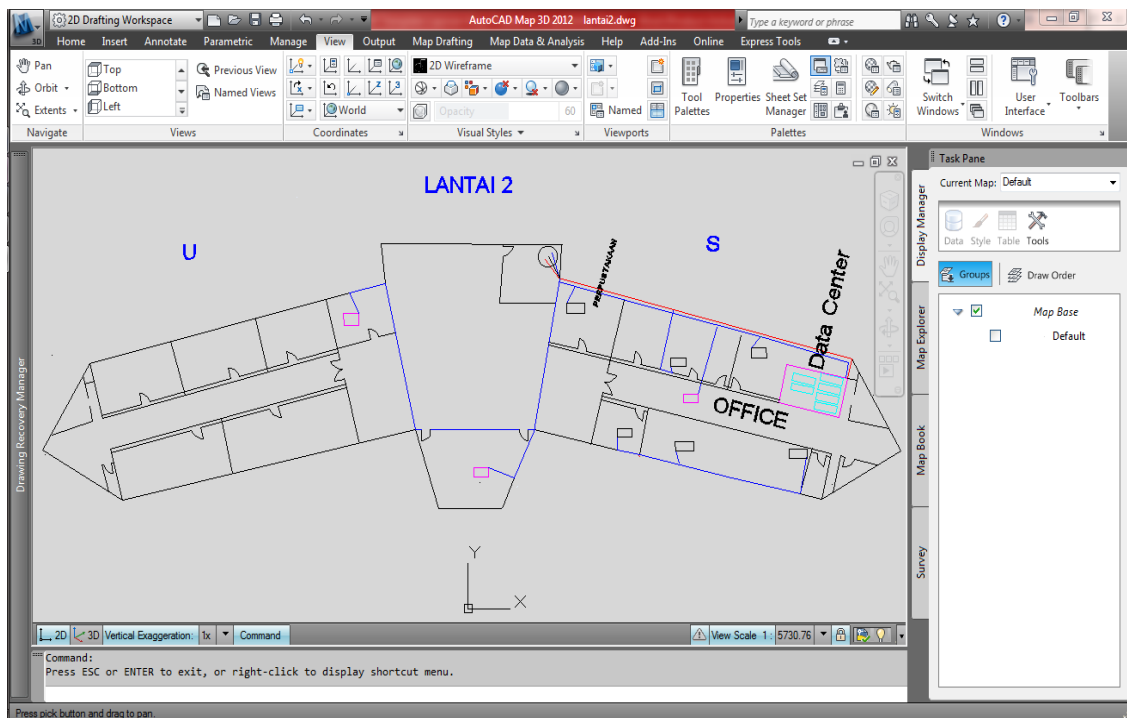 2D Drafting Workspace
AutoCAD Map 3D 2012 lantai2.dwg
Type a keyword or phrase
3D
Home Insert Annotate Parametric Manage View Output Map Drafting Map Data & Analysis Help Add-Ins Online Express Tools
Pan
Orbit
Extents
Navigate
Top
Bottom
Left
Previous View
Named Views
Views
World
Coordinates
2D Wireframe
Opacity 60
Visual Styles
Named
Viewports
Tool Palettes
Properties
Sheet Set Manager
Palettes
Switch Windows
User Interface
Toolbars
Windows
Drawing Recovery Manager
LANTAI 2
U
S
PERPUSTAKAAN
Data Center
OFFICE
Y
X
2D 3D Vertical Exaggeration: 1x Command
View Scale 1 : 5730.76
Command:
Press ESC or ENTER to exit, or right-click to display shortcut menu.
Press pick button and drag to pan.
Task Pane
Current Map: Default
Data Style Table Tools
Groups Draw Order
Map Base
Default
Display Manager
Map Explorer
Map Book
Survey